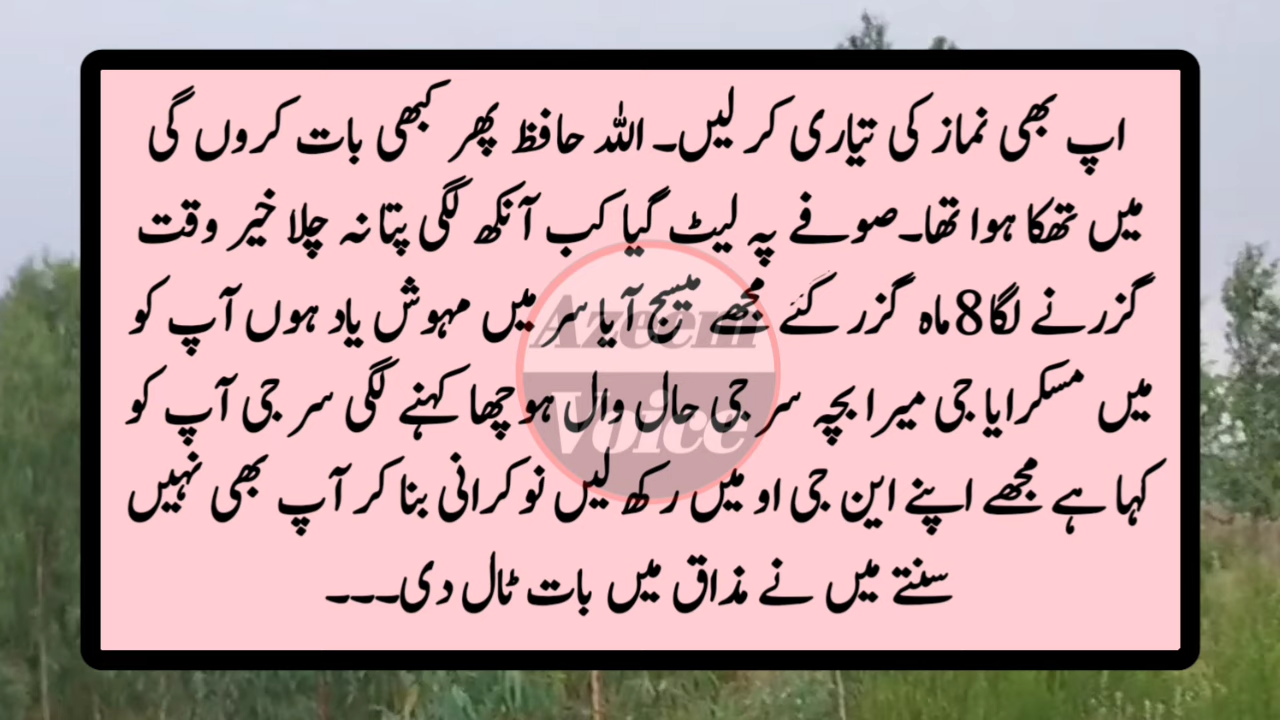 اپ بھی نماز کی تیاری کر لیں۔ اللہ حافظ پھر کبھی بات کروں گی
میں تھکا ہوا تھا۔صوفے پہ لیٹ گیا کب آنکھ لگی پتا نہ چلا خیر وقت
گزرنے لگا8ماہ گزر گئے مجھے میسج آیا سر میں مہوش یاد ہوں آپ کو
میں مسکرایا جی میرا بچہ سر جی حال وال ہوچھا کہنے لگی سر جی آپ کو
کہا ہے مجھے اپنے این جی او میں رکھ لیں نوکرانی بنا کر آپ بھی نہیں
سنتے میں نے مذاق میں بات ٹال دی۔۔۔
Azeem
Voice